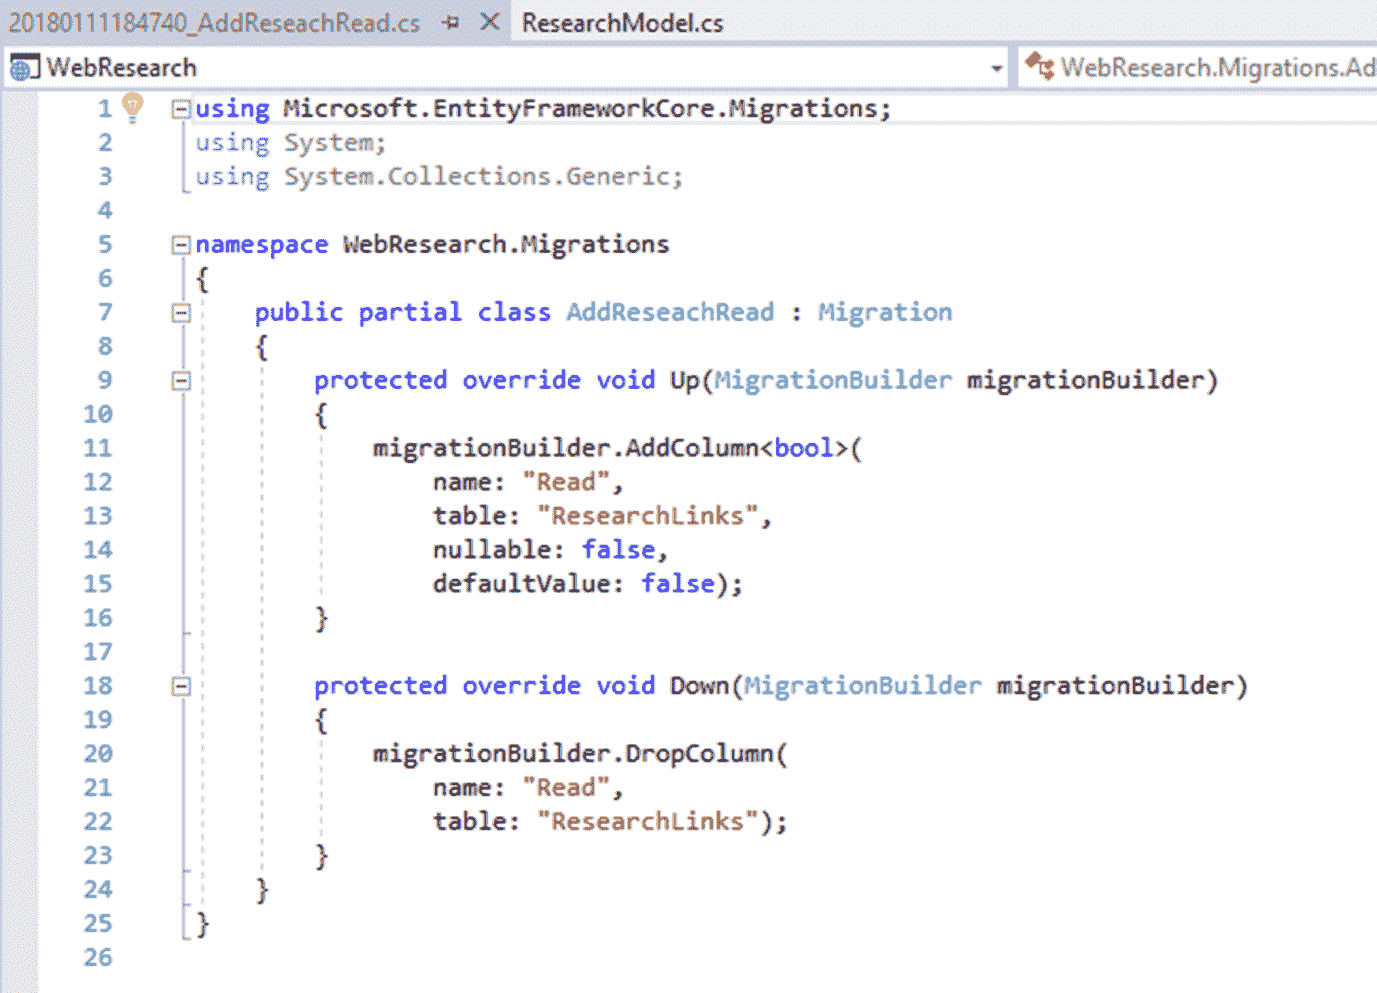 20180111184740_AddReseachRead.cs ResearchModel.cs
WebResearch WebResearch.Migrations.Ad
1 using Microsoft.EntityFrameworkCore.Migrations;
2 using System;
3 using System.Collections.Generic;
4
5 namespace WebResearch.Migrations
6 {
7 public partial class AddReseachRead : Migration
8 {
9 protected override void Up(MigrationBuilder migrationBuilder)
10 {
11 migrationBuilder.AddColumn<bool>(
12 name: "Read",
13 table: "ResearchLinks",
14 nullable: false,
15 defaultValue: false);
16 }
17
18 protected override void Down(MigrationBuilder migrationBuilder)
19 {
20 migrationBuilder.DropColumn(
21 name: "Read",
22 table: "ResearchLinks");
23 }
24 }
25 }
26